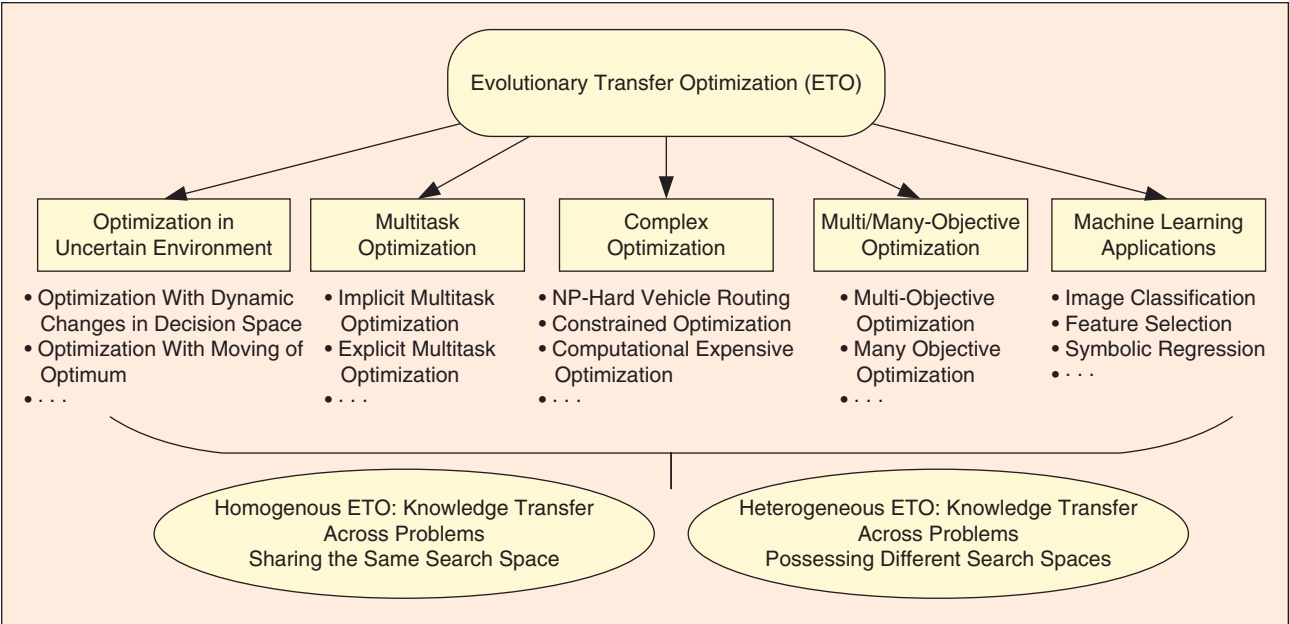 Evolutionary Transfer Optimization (ETO)
Optimization in
Uncertain Environment
• Optimization With Dynamic
Changes in Decision Space
• Optimization With Moving of
Optimum
• · · ·
Multitask
Optimization
• Implicit Multitask
Optimization
• Explicit Multitask
Optimization
• · · ·
Complex
Optimization
• NP-Hard Vehicle Routing
• Constrained Optimization
• Computational Expensive
Optimization
• · · ·
Multi/Many-Objective
Optimization
• Multi-Objective
Optimization
• Many Objective
Optimization
• · · ·
Machine Learning
Applications
• Image Classification
• Feature Selection
• Symbolic Regression
• · · ·
Homogenous ETO: Knowledge Transfer
Across Problems
Sharing the Same Search Space
Heterogeneous ETO: Knowledge Transfer
Across Problems
Possessing Different Search Spaces